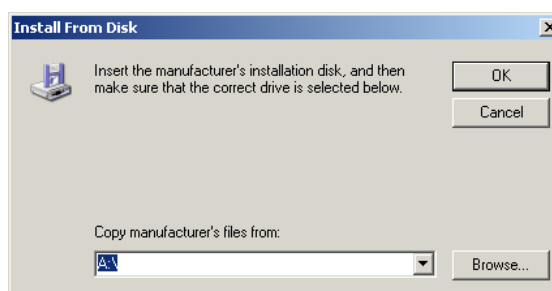 Install From Disk
Insert the manufacturer's installation disk, and then
make sure that the correct drive is selected below.
OK
Cancel
Copy manufacturer's files from:
A:\
Browse...